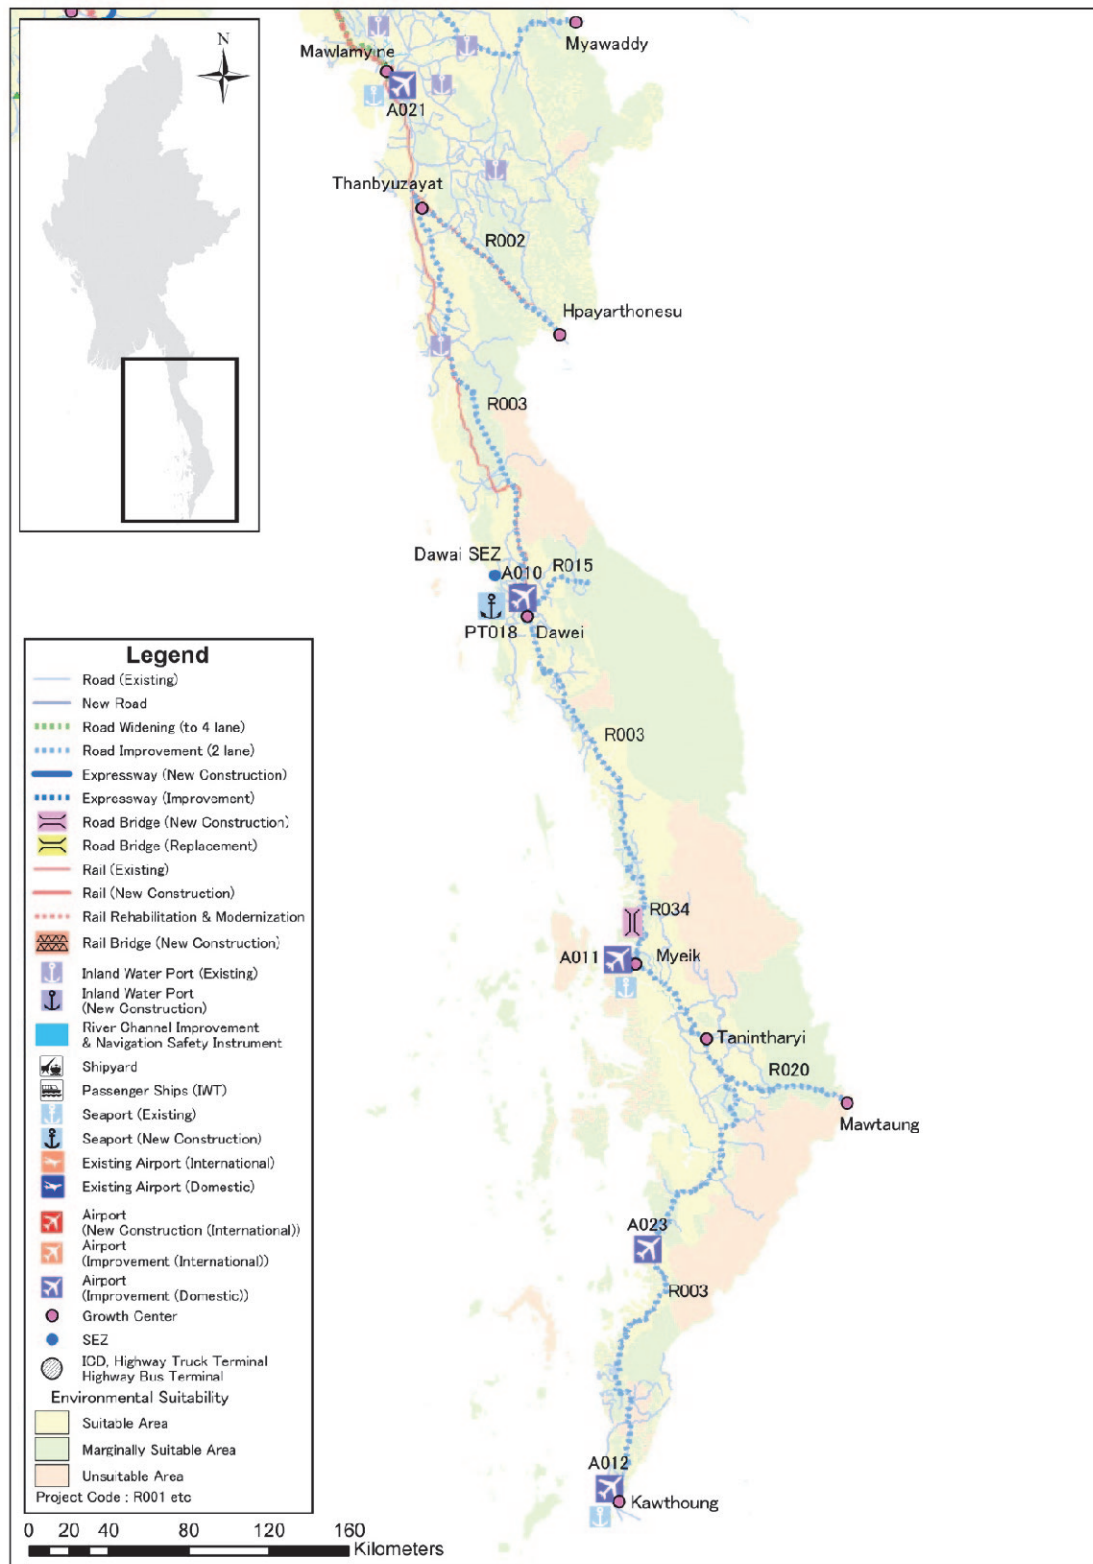 N
Mawlamyine
Myawaddy
A021
Thanbyuzayat
R002
Hpayarthonesu
R003
Dawai SEZ
A010
R015
PT018
Dawei
R003
R034
A011
Myeik
Tanintharyi
R020
Mawtaung
A023
R003
A012
Kawthoung
Legend
Road (Existing)
New Road
Road Widening (to 4 lane)
Road Improvement (2 lane)
Expressway (New Construction)
Expressway (Improvement)
Road Bridge (New Construction)
Road Bridge (Replacement)
Rail (Existing)
Rail (New Construction)
Rail Rehabilitation & Modernization
Rail Bridge (New Construction)
Inland Water Port (Existing)
Inland Water Port
(New Construction)
River Channel Improvement
& Navigation Safety Instrument
Shipyard
Passenger Ships (IWT)
Seaport (Existing)
Seaport (New Construction)
Existing Airport (International)
Existing Airport (Domestic)
Airport
(New Construction (International))
Airport
(Improvement (International))
Airport
(Improvement (Domestic))
Growth Center
SEZ
ICD, Highway Truck Terminal
Highway Bus Terminal
Environmental Suitability
Suitable Area
Marginally Suitable Area
Unsuitable Area
Project Code : R001 etc
0 20 40 80 120 160
Kilometers